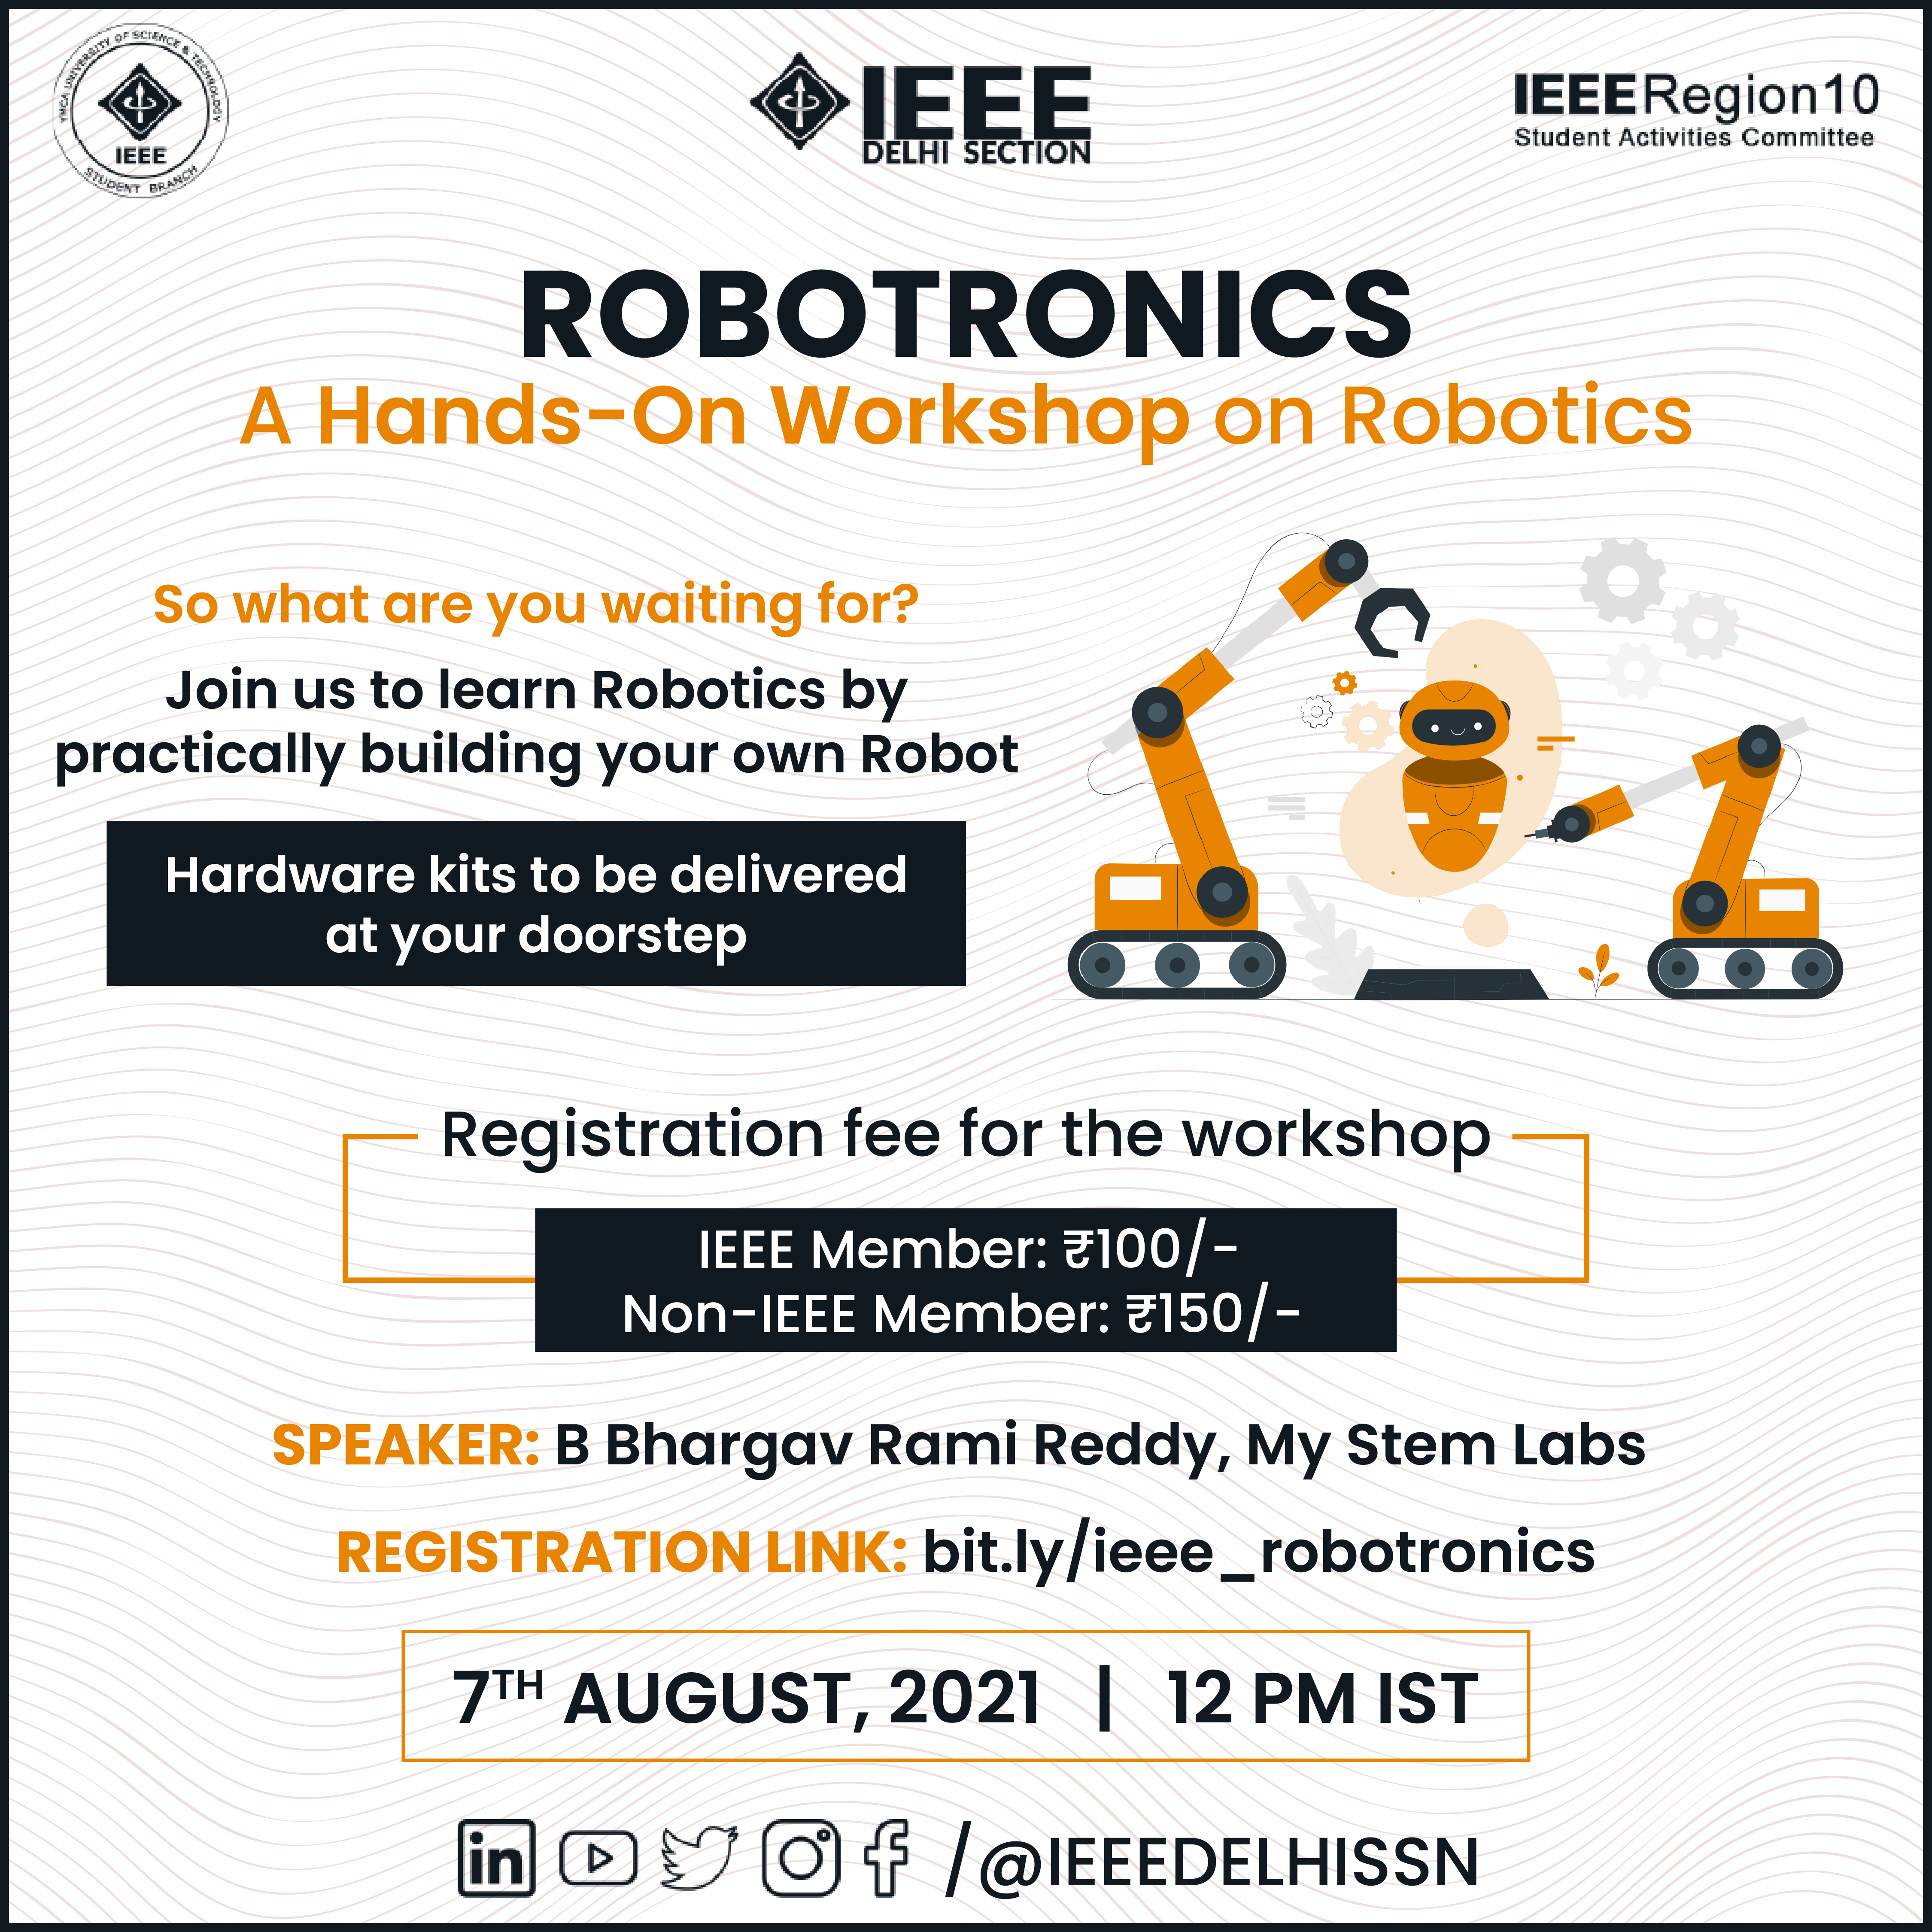 YMCA UNIVERSITY OF SCIENCE & TECHNOLOGY
IEEE
STUDENT BRANCH
IEEE
DELHI SECTION
IEEE Region10
Student Activities Committee
ROBOTRONICS
A Hands-On Workshop on Robotics
So what are you waiting for?
Join us to learn Robotics by
practically building your own Robot
Hardware kits to be delivered
at your doorstep
Registration fee for the workshop
IEEE Member: ₹100/-
Non-IEEE Member: ₹150/-
SPEAKER: B Bhargav Rami Reddy, My Stem Labs
REGISTRATION LINK: bit.ly/ieee_robotronics
7TH AUGUST, 2021 | 12 PM IST
in /@IEEEDELHISSN